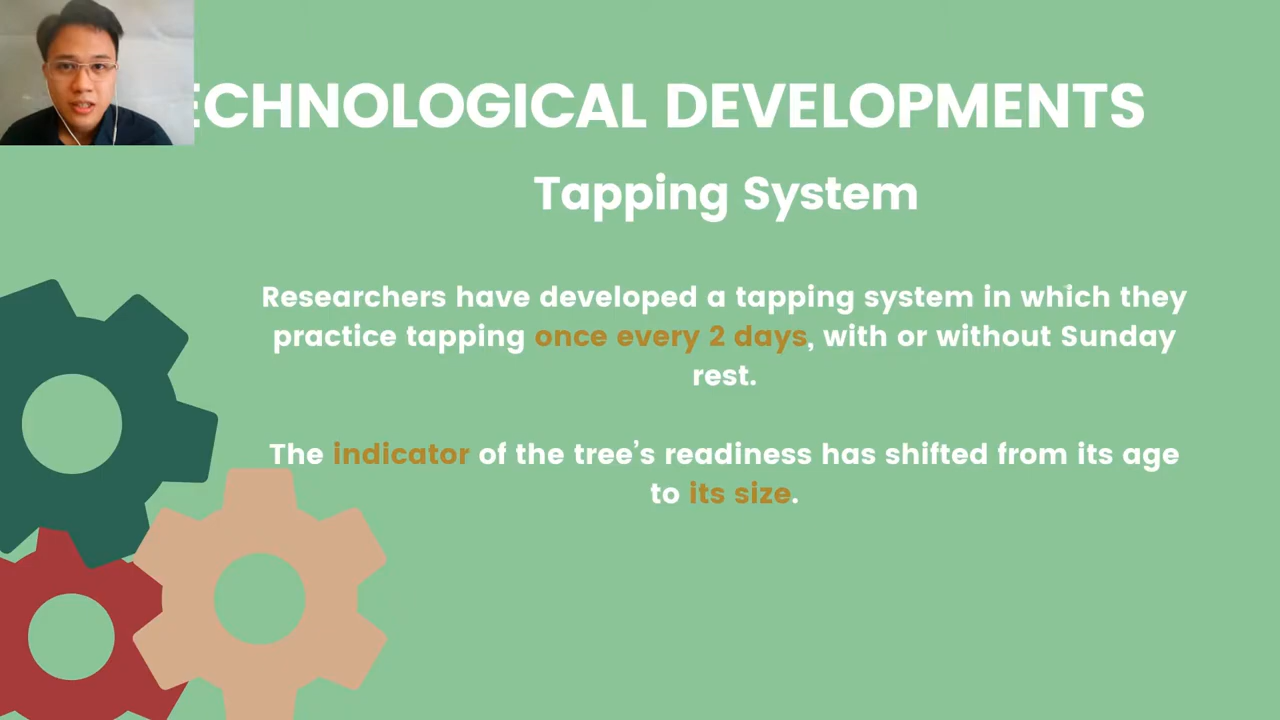 ECHNOLOGICAL DEVELOPMENTS
Tapping System
Researchers have developed a tapping system in which they
practice tapping once every 2 days, with or without Sunday
rest.
The indicator of the tree's readiness has shifted from its age
to its size.